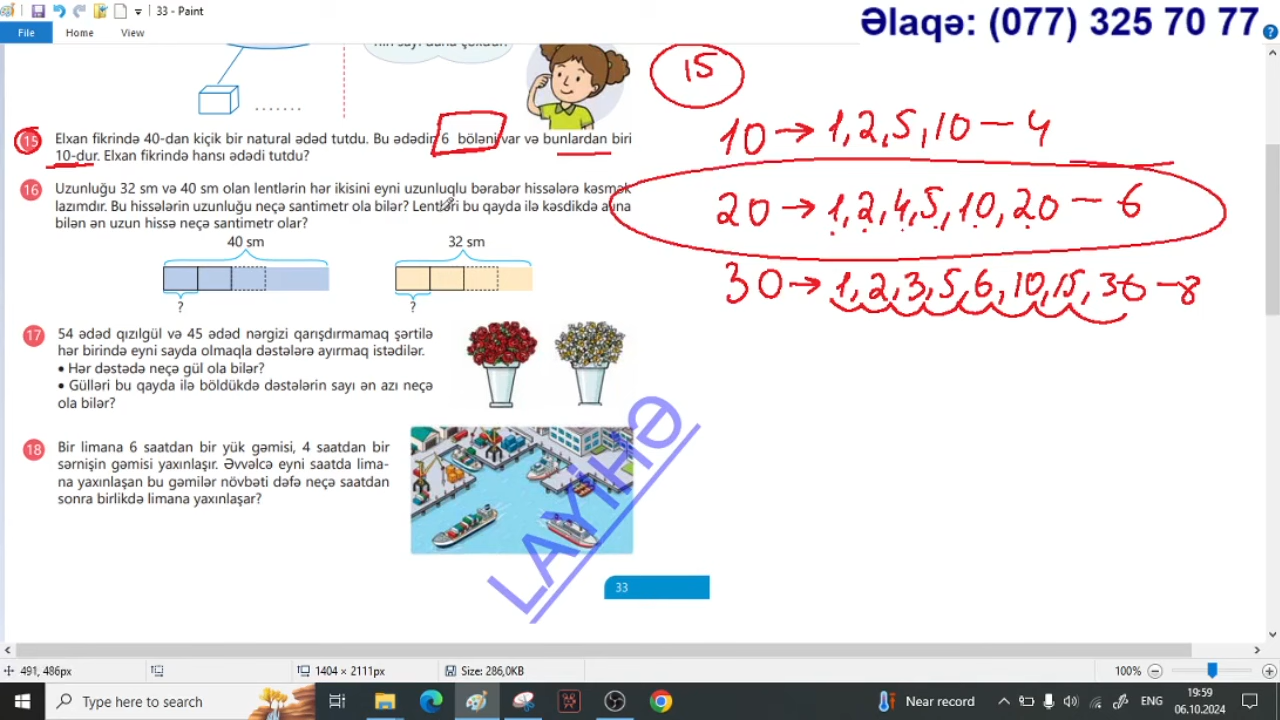 33 - Paint
Əlaqə: (077) 325 70 77
File Home View
15
Elxan fikrində 40-dan kiçik bir natural ədəd tutdu. Bu ədədin 6 böləni var və bunlardan biri
10-dur. Elxan fikrində hansı ədədi tutdu?
10→1,2,5,10 – 4
20→1,2,4,5,10,20 – 6
30→1,2,3,5,6,10,15,30 – 8
15
16
Uzunluğu 32 sm və 40 sm olan lentlərin hər ikisini eyni uzunluqlu bərabər hissələrə kəsmək
lazımdır. Bu hissələrin uzunluğu neçə santimetr ola bilər? Lentləri bu qayda ilə kəsdikdə alına
bilən ən uzun hissə neçə santimetr olar?
40 sm
32 sm
?
?
17
54 ədəd qızılgül və 45 ədəd nərgizi qarışdırmamaq şərtilə
hər birində eyni sayda olmaqla dəstələrə ayırmaq istədilər.
• Hər dəstədə neçə gül ola bilər?
• Gülləri bu qayda ilə böldükdə dəstələrin sayı ən azı neçə
ola bilər?
18
Bir limana 6 saatdan bir yük gəmisi, 4 saatdan bir
sərnişin gəmisi yaxınlaşır. Əvvəlcə eyni saatda lima-
na yaxınlaşan bu gəmilər növbəti dəfə neçə saatdan
sonra birlikdə limana yaxınlaşar?
LAYİHƏ
33
491, 486px
1404 × 2111px
Size: 286,0KB
100%
Type here to search
Near record
ENG
19:59
06.10.2024